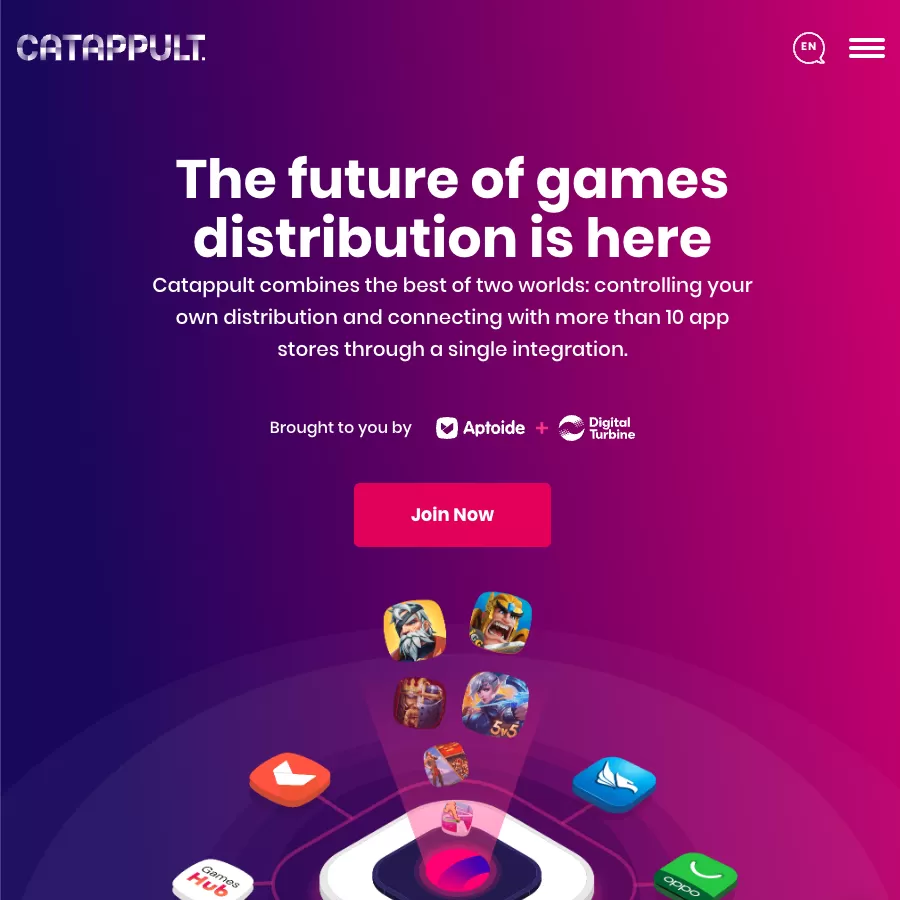 CATAPPULT.
EN
The future of games
distribution is here
Catappult combines the best of two worlds: controlling your
own distribution and connecting with more than 10 app
stores through a single integration.
Brought to you by Aptoide + Digital Turbine
Join Now
5v5
Games Hub
oppo